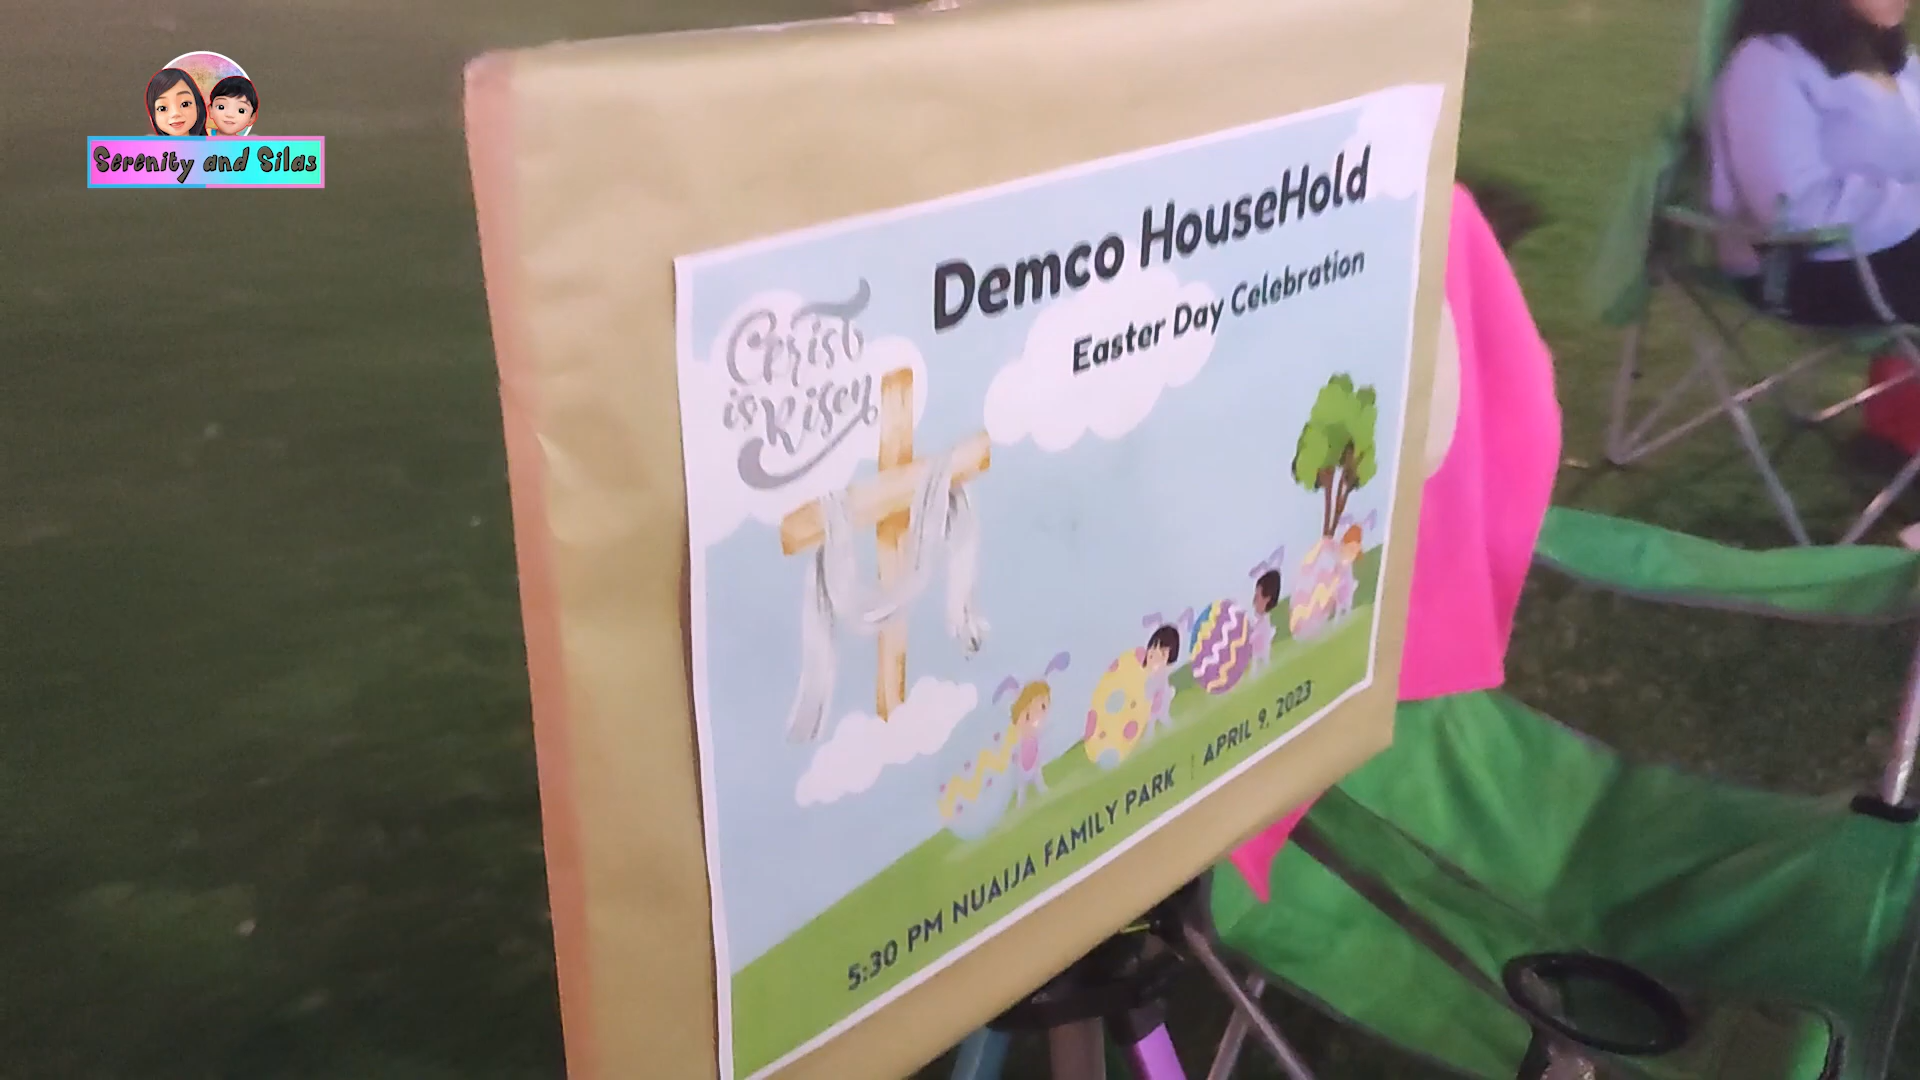 Serenity and Silas
Demco HouseHold
Easter Day Celebration
Christ
is Risen
5:30 PM NUAIJA FAMILY PARK | APRIL 9, 2023